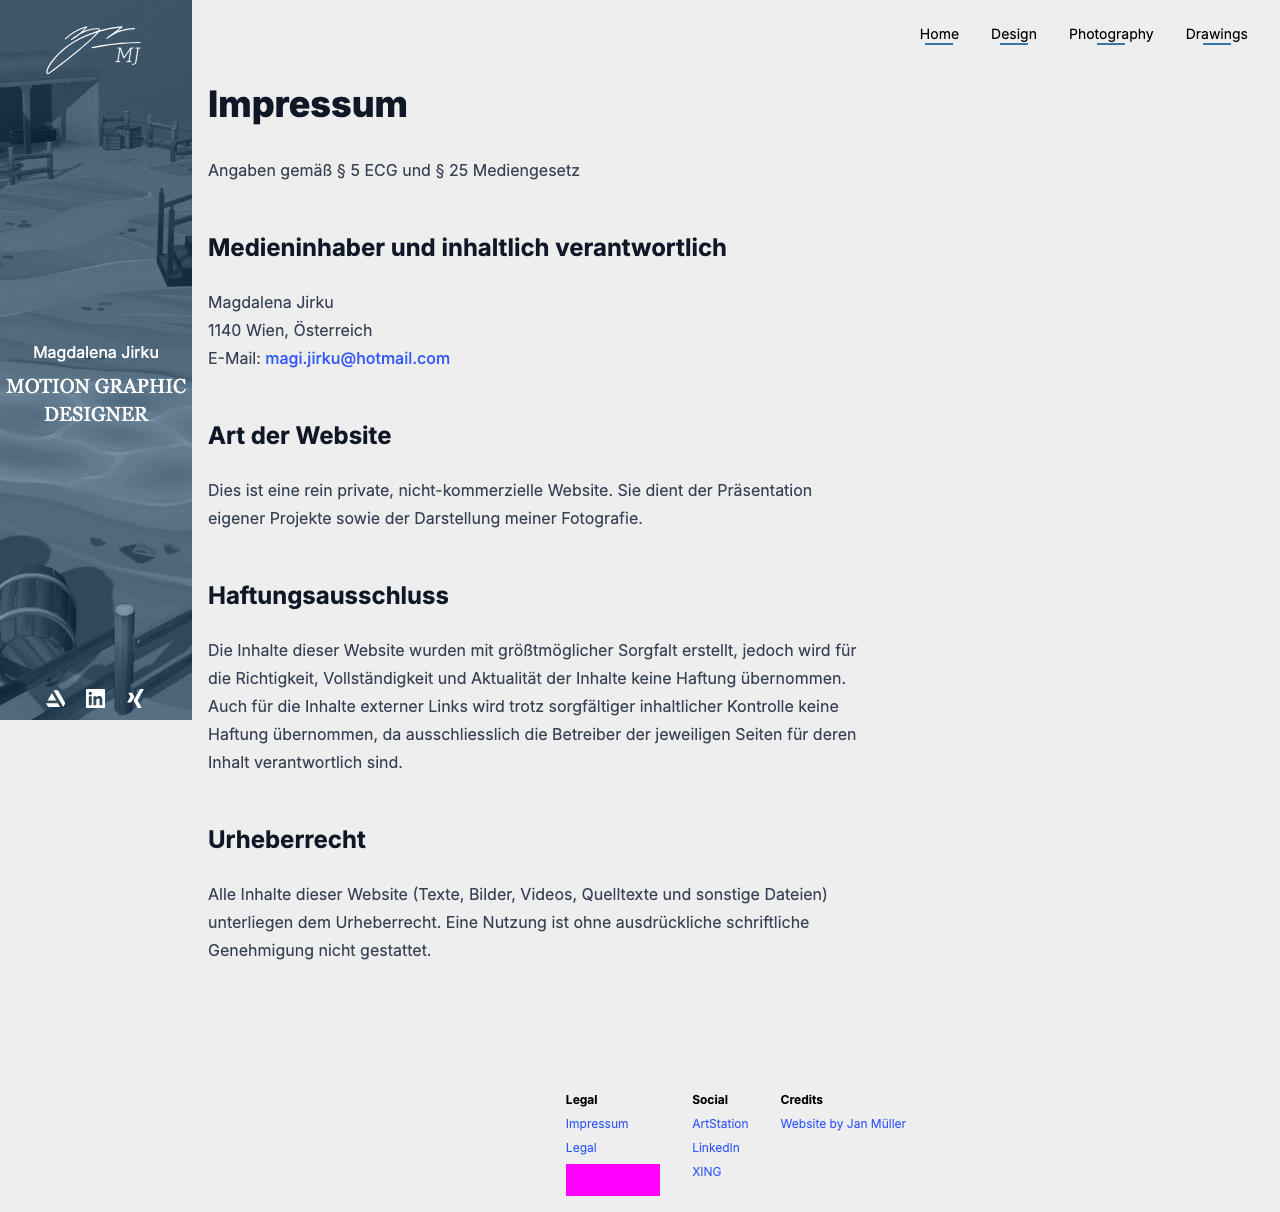 MJ
Home Design Photography Drawings
Impressum
Angaben gemäß § 5 ECG und § 25 Mediengesetz
Medieninhaber und inhaltlich verantwortlich
Magdalena Jirku
1140 Wien, Österreich
E-Mail: magi.jirku@hotmail.com
Magdalena Jirku
MOTION GRAPHIC
DESIGNER
Art der Website
Dies ist eine rein private, nicht-kommerzielle Website. Sie dient der Präsentation
eigener Projekte sowie der Darstellung meiner Fotografie.
Haftungsausschluss
Die Inhalte dieser Website wurden mit größtmöglicher Sorgfalt erstellt, jedoch wird für
die Richtigkeit, Vollständigkeit und Aktualität der Inhalte keine Haftung übernommen.
Auch für die Inhalte externer Links wird trotz sorgfältiger inhaltlicher Kontrolle keine
Haftung übernommen, da ausschliesslich die Betreiber der jeweiligen Seiten für deren
Inhalt verantwortlich sind.
Urheberrecht
Alle Inhalte dieser Website (Texte, Bilder, Videos, Quelltexte und sonstige Dateien)
unterliegen dem Urheberrecht. Eine Nutzung ist ohne ausdrückliche schriftliche
Genehmigung nicht gestattet.
Legal
Impressum
Legal
Social
ArtStation
LinkedIn
XING
Credits
Website by Jan Müller